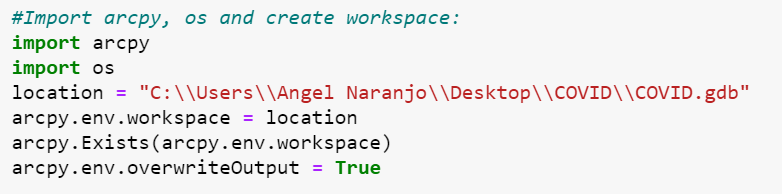 #Import arcpy, os and create workspace:
import arcpy
import os
location = "C:\\Users\\Angel Naranjo\\Desktop\\COVID\\COVID.gdb"
arcpy.env.workspace = location
arcpy.Exists(arcpy.env.workspace)
arcpy.env.overwriteOutput = True